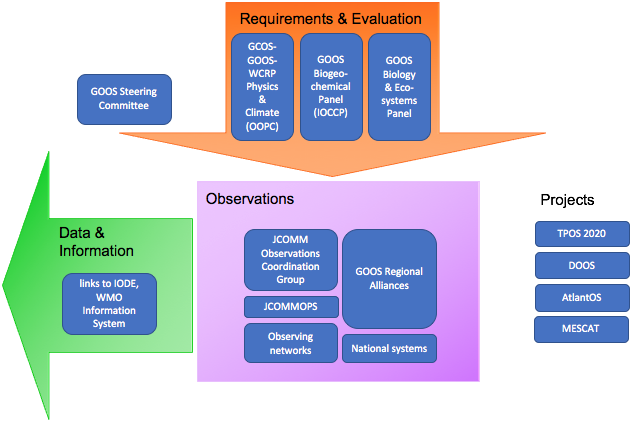 Requirements & Evaluation
GCOS-
GOOS-
WCRP
Physics
&
Climate
(OOPC)
GOOS
Biogeo-
chemical
Panel
(IOCCP)
GOOS
Biology
& Eco-
systems
Panel
GOOS Steering
Committee
Observations
JCOMM
Observations
Coordination
Group
GOOS Regional
Alliances
JCOMMOPS
Observing
networks
National systems
Data &
Information
links to IODE,
WMO
Information
System
Projects
TPOS 2020
DOOS
AtlantOS
MESCAT